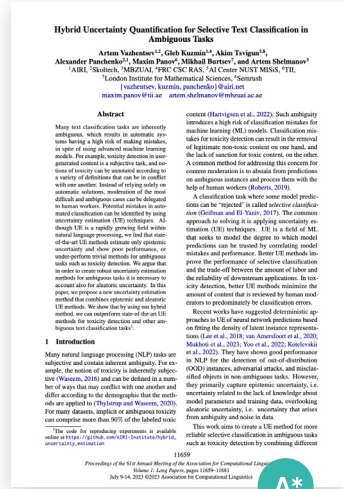 Hybrid Uncertainty Quantification for Selective Text Classification in
Ambiguous Tasks
Artem Vazhentsev1,2, Gleb Kuzmin1,4, Akim Tsvigun7,8,
Alexander Panchenko2,1, Maxim Panov6, Mikhail Burtsev7, and Artem Shelmanov3
1AIRI, 2Skoltech, 3MBZUAI, 4FRC CSC RAS, 5AI Center NUST MISiS, 6TII,
7London Institute for Mathematical Sciences, 8Semrush
{vazhentsev, kuzmin, panchenko}@airi.net
maxim.panov@tii.ae artem.shelmanov@mbzuai.ac.ae
Abstract
Many text classification tasks are inherently
ambiguous, which results in automatic sys-
tems having a high risk of making mistakes,
in spite of using advanced machine learning
models. For example, toxicity detection in user-
generated content is a subjective task, and no-
tions of toxicity can be annotated according to
a variety of definitions that can be in conflict
with one another. Instead of relying solely on
automatic solutions, moderation of the most
difficult and ambiguous cases can be delegated
to human workers. Potential mistakes in auto-
mated classification can be identified by using
uncertainty estimation (UE) techniques. Al-
though UE is a rapidly growing field within
natural language processing, we find that state-
of-the-art UE methods estimate only epistemic
uncertainty and show poor performance, or
under-perform trivial methods for ambiguous
tasks such as toxicity detection. We argue that
in order to create robust uncertainty estimation
methods for ambiguous tasks it is necessary to
account also for aleatoric uncertainty. In this
paper, we propose a new uncertainty estimation
method that combines epistemic and aleatoric
UE methods. We show that by using our hybrid
method, we can outperform state-of-the-art UE
methods for toxicity detection and other am-
biguous text classification tasks1.
1 Introduction
Many natural language processing (NLP) tasks are
subjective and contain inherent ambiguity. For ex-
ample, the notion of toxicity is inherently subjec-
tive (Waseem, 2016) and can be defined in a num-
ber of ways that may conflict with one another and
differ according to the demographic that the meth-
ods are applied to (Thylstrup and Waseem, 2020).
For many datasets, implicit or ambiguous toxicity
can comprise more than 90% of the labeled toxic
1The code for reproducing experiments is available
online at https://github.com/AIRI-Institute/hybrid_
uncertainty_estimation
content (Hartvigsen et al., 2022). Such ambiguity
introduces a high risk of classification mistakes for
machine learning (ML) models. Classification mis-
takes for toxicity detection can result in the removal
of legitimate non-toxic content on one hand, and
the lack of sanction for toxic content, on the other.
A common method for addressing this concern for
content moderation is to abstain from predictions
on ambiguous instances and process them with the
help of human workers (Roberts, 2019).
A classification task where some model predic-
tions can be "rejected" is called selective classifica-
tion (Geifman and El-Yaniv, 2017). The common
approach to solving it is applying uncertainty es-
timation (UE) techniques. UE is a field of ML
that seeks to model the degree to which model
predictions can be trusted by correlating model
mistakes and performance. Better UE methods im-
prove the performance of selective classification
and the trade-off between the amount of labor and
the reliability of downstream applications. In tox-
icity detection, better UE methods minimize the
amount of content that is reviewed by human mod-
erators to predominately be classification errors.
Recent works have suggested deterministic ap-
proaches to UE of neural network predictions based
on fitting the density of latent instance representa-
tions (Lee et al., 2018; van Amersfoort et al., 2020;
Mukhoti et al., 2023; Yoo et al., 2022; Kotelevskii
et al., 2022). They have shown good performance
in NLP for the detection of out-of-distribution
(OOD) instances, adversarial attacks, and misclas-
sified objects in non-ambiguous tasks. However,
they primarily capture epistemic uncertainty, i.e.
uncertainty related to the lack of knowledge about
model parameters and training data, overlooking
aleatoric uncertainty, i.e. uncertainty that arises
from ambiguity and noise in data.
This work aims to create a UE method for more
reliable selective classification in ambiguous tasks
such as toxicity detection by combining different
11659
Proceedings of the 61st Annual Meeting of the Association for Computational
Volume 1: Long Papers, pages 11659–11681
July 9-14, 2023 ©2023 Association for Computational Linguistics
A*